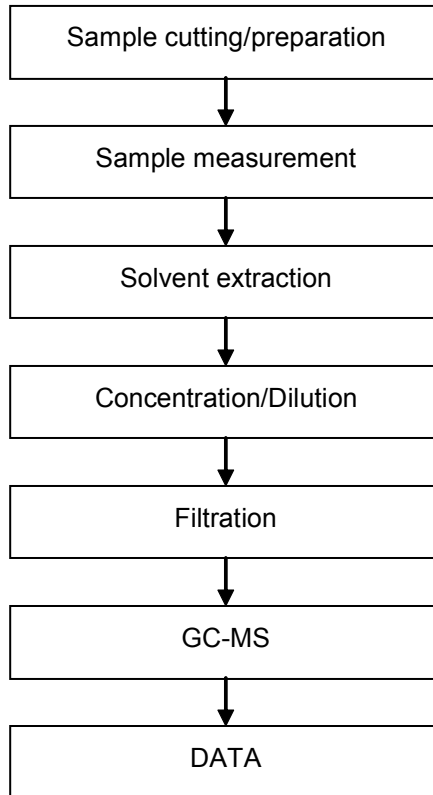 Sample cutting/preparation
Sample measurement
Solvent extraction
Concentration/Dilution
Filtration
GC-MS
DATA